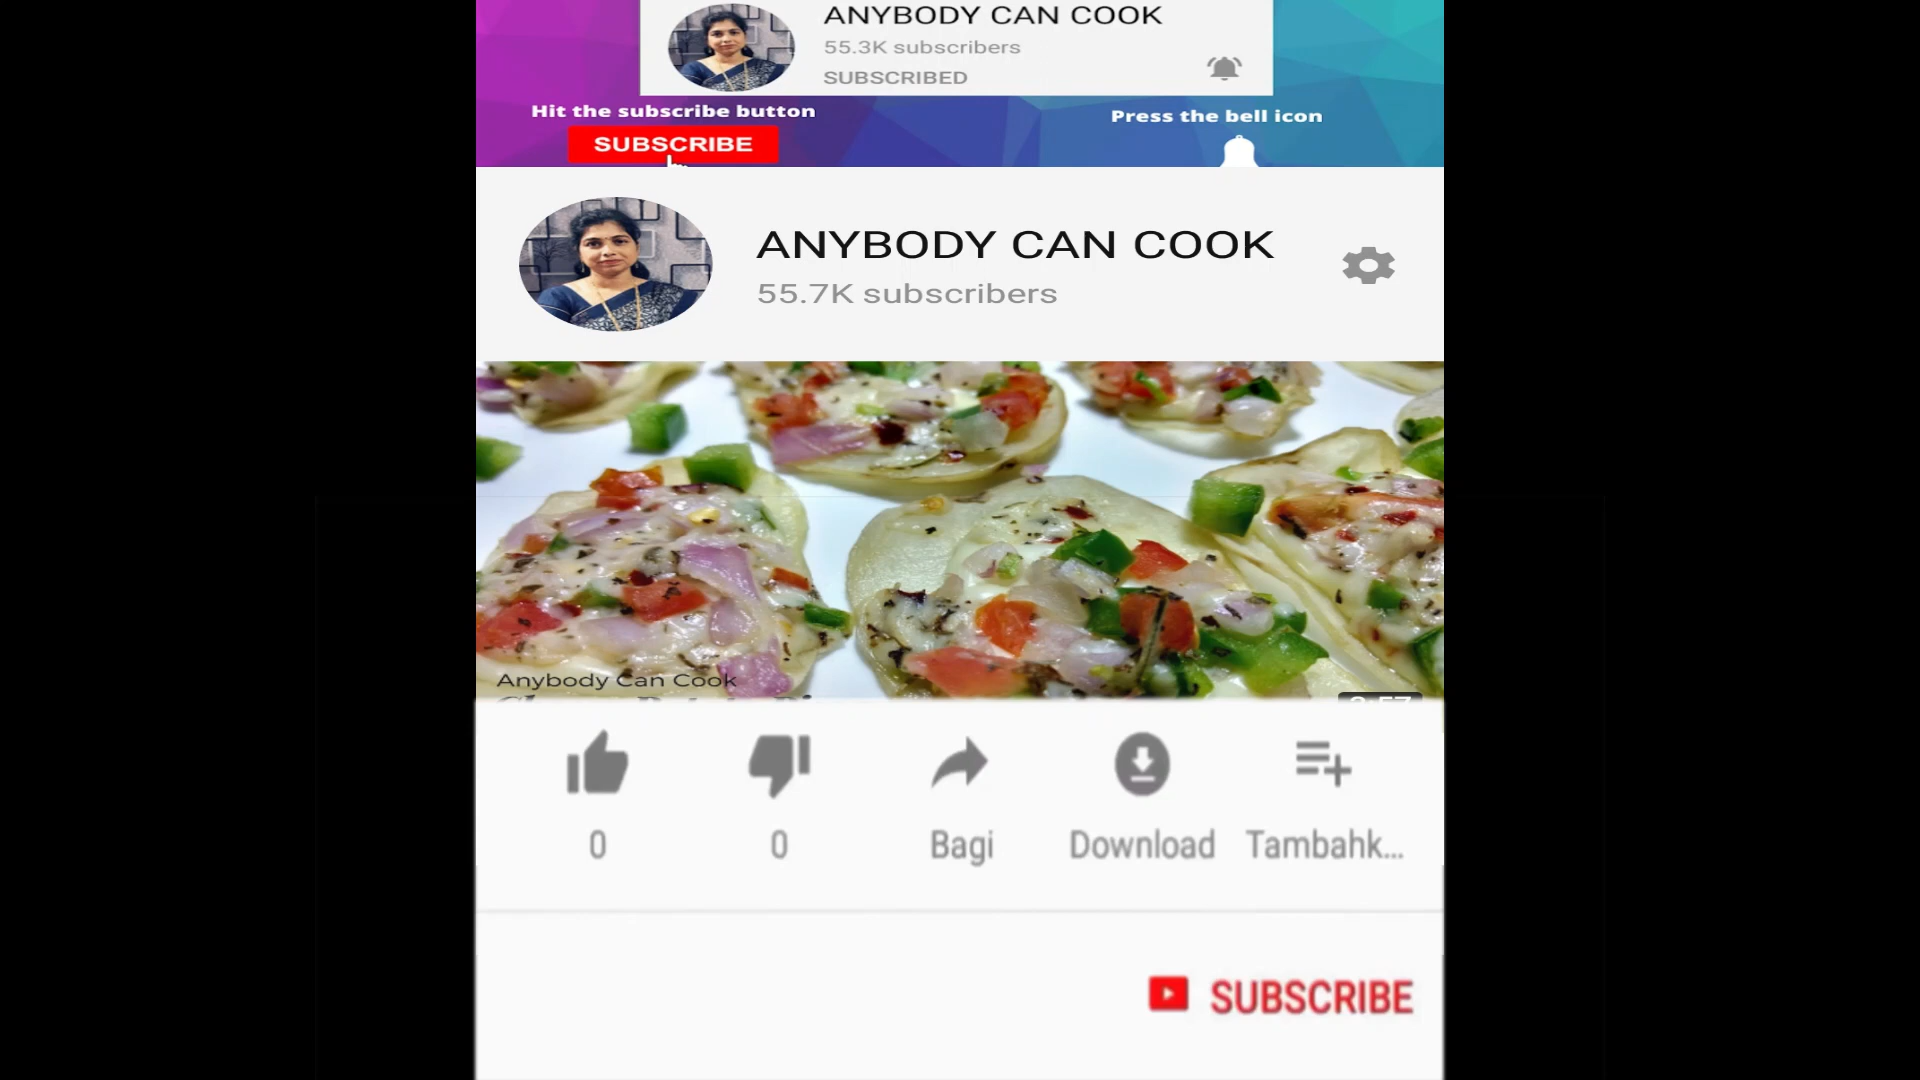 ANYBODY CAN COOK
55.3K subscribers
SUBSCRIBED
Hit the subscribe button
Press the bell icon
SUBSCRIBE
ANYBODY CAN COOK
55.7K subscribers
Anybody Can Cook
0
0
Bagi
Download
Tambahk...
SUBSCRIBE